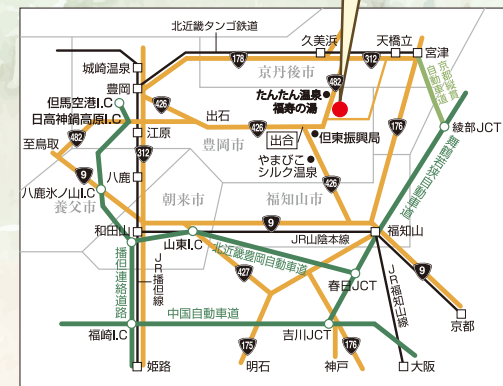 北近畿タンゴ鉄道
久美浜
天橋立
宮津
178
312
城崎温泉
京丹後市
482
豊岡
たんたん温泉
福寿の湯
京都縦貫
自動車道
但馬空港I.C
426
176
日高神鍋高原I.C
出石
綾部JCT
至鳥取
482
江原
426
出合
但東振興局
312
豊岡市
やまびこ
シルク温泉
9
八鹿
426
舞鶴若狭自動車道
八鹿氷ノ山I.C
養父市
朝来市
福知山市
9
和田山
JR山陰本線
福知山
山東I.C
北近畿豊岡自動車道
9
播但連絡道路
JR播但線
427
春日JCT
JR福知山線
中国自動車道
京都
福崎I.C
吉川JCT
175
176
姫路
明石
神戸
大阪